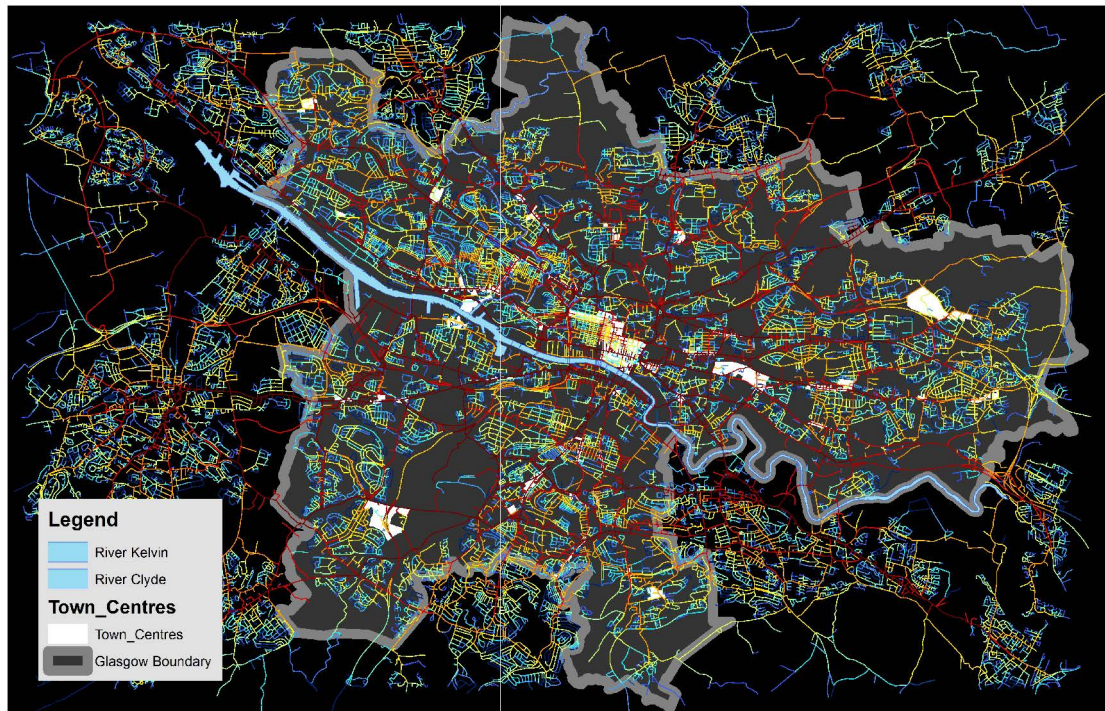 Legend
River Kelvin
River Clyde
Town_Centres
Town_Centres
Glasgow Boundary